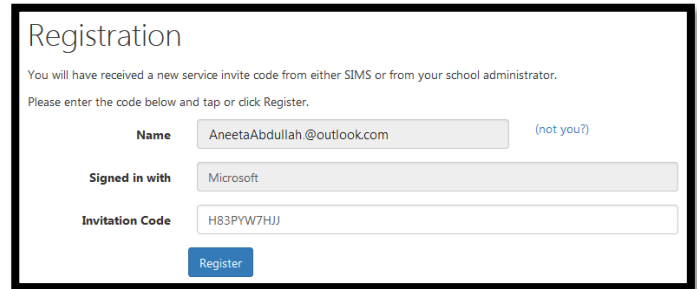 Registration
You will have received a new service invite code from either SIMS or from your school administrator.
Please enter the code below and tap or click Register.
Name AneetaAbdullah.@outlook.com (not you?)
Signed in with Microsoft
Invitation Code H83PYW7HJJ
Register